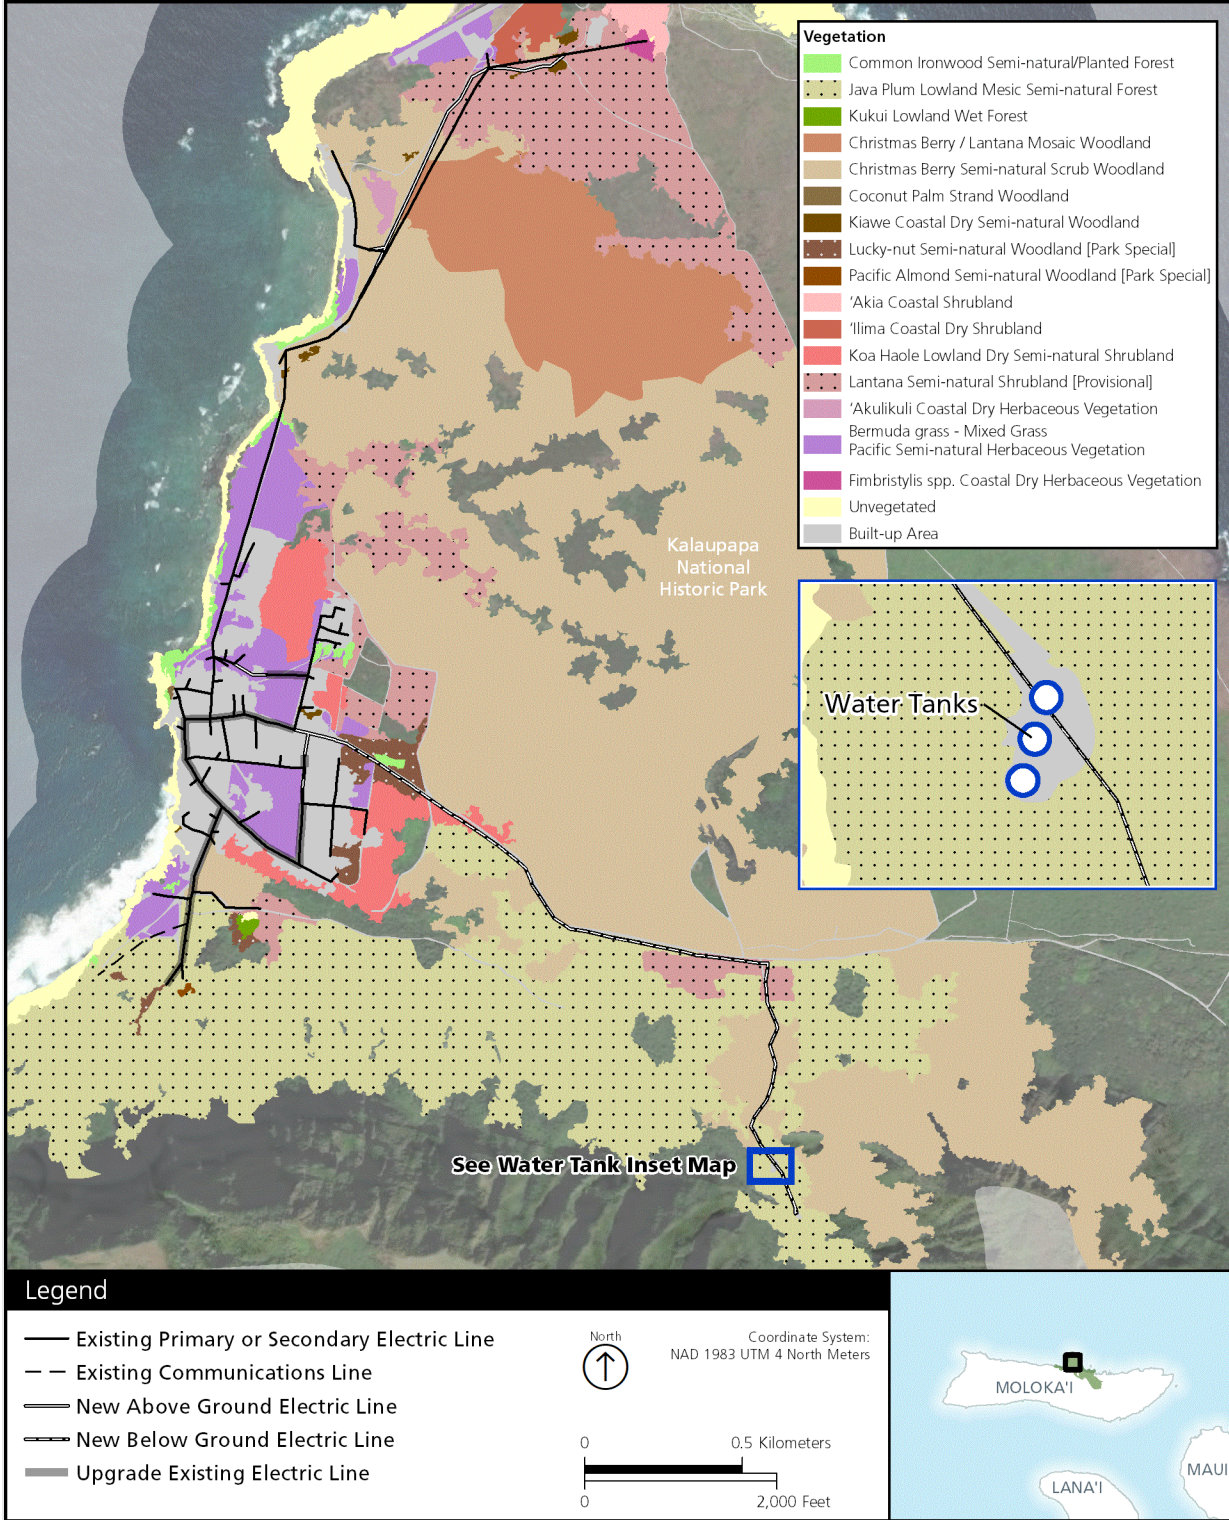 Vegetation
Common Ironwood Semi-natural/Planted Forest
Java Plum Lowland Mesic Semi-natural Forest
Kukui Lowland Wet Forest
Christmas Berry / Lantana Mosaic Woodland
Christmas Berry Semi-natural Scrub Woodland
Coconut Palm Strand Woodland
Kiawe Coastal Dry Semi-natural Woodland
Lucky-nut Semi-natural Woodland [Park Special]
Pacific Almond Semi-natural Woodland [Park Special]
‘Akia Coastal Shrubland
‘Ilima Coastal Dry Shrubland
Koa Haole Lowland Dry Semi-natural Shrubland
Lantana Semi-natural Shrubland [Provisional]
‘Akulikuli Coastal Dry Herbaceous Vegetation
Bermuda grass - Mixed Grass
Pacific Semi-natural Herbaceous Vegetation
Fimbristylis spp. Coastal Dry Herbaceous Vegetation
Unvegetated
Built-up Area
Kalaupapa
National
Historic Park
Water Tanks
See Water Tank Inset Map
Legend
Existing Primary or Secondary Electric Line
Existing Communications Line
New Above Ground Electric Line
New Below Ground Electric Line
Upgrade Existing Electric Line
North
Coordinate System:
NAD 1983 UTM 4 North Meters
0 0.5 Kilometers
0 2,000 Feet
MOLOKA'I
MAUI
LANA'I